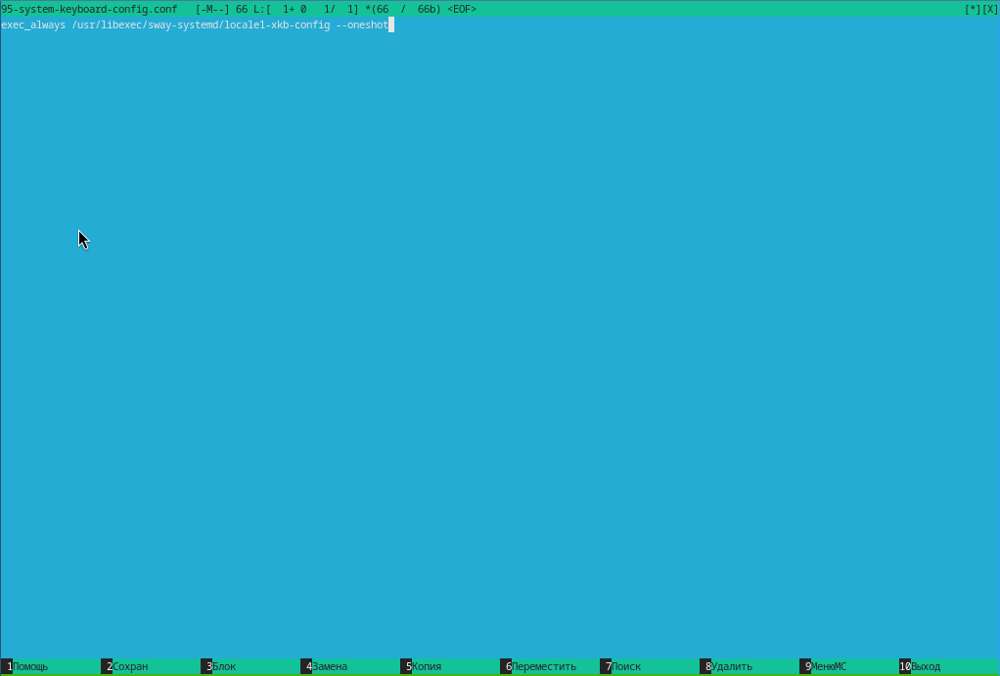 95-system-keyboard-config.conf   [-M--] 66 L:[  1+ 0   1/  1] *(66  /  66b) <EOF>   [*][X]
exec_always /usr/libexec/sway-systemd/locale1-xkb-config --oneshot
1Помощь 2Сохран 3Блок 4Замена 5Копия 6Переместить 7Поиск 8Удалить 9МенюMC 10Выход